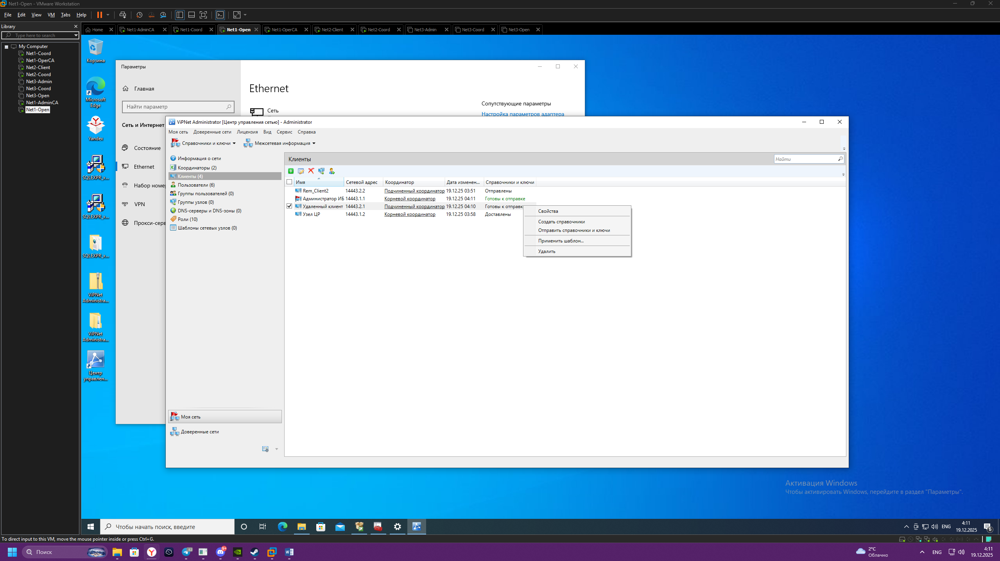 Net1-Open - VMware Workstation
File Edit View VM Tabs Help
Library
Type here to search
My Computer
Net1-Coord
Net1-OperCA
Net2-Client
Net2-Coord
Net3-Admin
Net3-Coord
Net3-Open
Net1-AdminCA
Net1-Open
Home Net1-AdminCA Net1-Coord Net1-Open Net1-OperCA Net2-Client Net2-Coord Net3-Admin Net3-Coord Net3-Open
Корзина
Microsoft Edge
Yandex
SQLEXPR_x...
SQLEXPR_x...
SQLEXPR_x...
ViPNet Administra...
ViPNet Administra...
Центр управлен...
Параметры
Главная
Найти параметр
Сеть и Интернет
Состояние
Ethernet
Набор номе
VPN
Прокси-серв
Ethernet
Сеть
Сопутствующие параметры
Настройка параметров адаптера
ViPNet Administrator [Центр управления сетью] - Administrator
Моя сеть Доверенные сети Лицензия Вид Сервис Справка
Справочники и ключи Межсетевая информация
Информация о сети
Координаторы (2)
Клиенты (4)
Пользователи (6)
Группы пользователей (0)
Группы узлов (0)
DNS-серверы и DNS-зоны (0)
Роли (10)
Шаблоны сетевых узлов (0)
Моя сеть
Доверенные сети
Клиенты
Найти
Имя Сетевой адрес Координатор Дата изменен... Справочники и ключи
Rem_Client2 14443.2.2 Подчиненный координатор 19.12.25 03:51 Отправлены
Администратор ИБ 14443.1.1 Корневой координатор 19.12.25 04:11 Готовы к отправке
Удаленный клиент 14443.2.1 Подчиненный координатор 19.12.25 04:10 Готовы к отправк
Узел ЦР 14443.1.2 Корневой координатор 19.12.25 03:58 Доставлены
Свойства
Создать справочники
Отправить справочники и ключи
Применить шаблон...
Удалить
Активация Windows
Чтобы активировать Windows, перейдите в раздел "Параметры".
Чтобы начать поиск, введите
ENG
4:11
19.12.2025
6
To direct input to this VM, move the mouse pointer inside or press Ctrl+G.
Поиск
92
9+
2°C
Облачно
ENG
4:11
19.12.2025